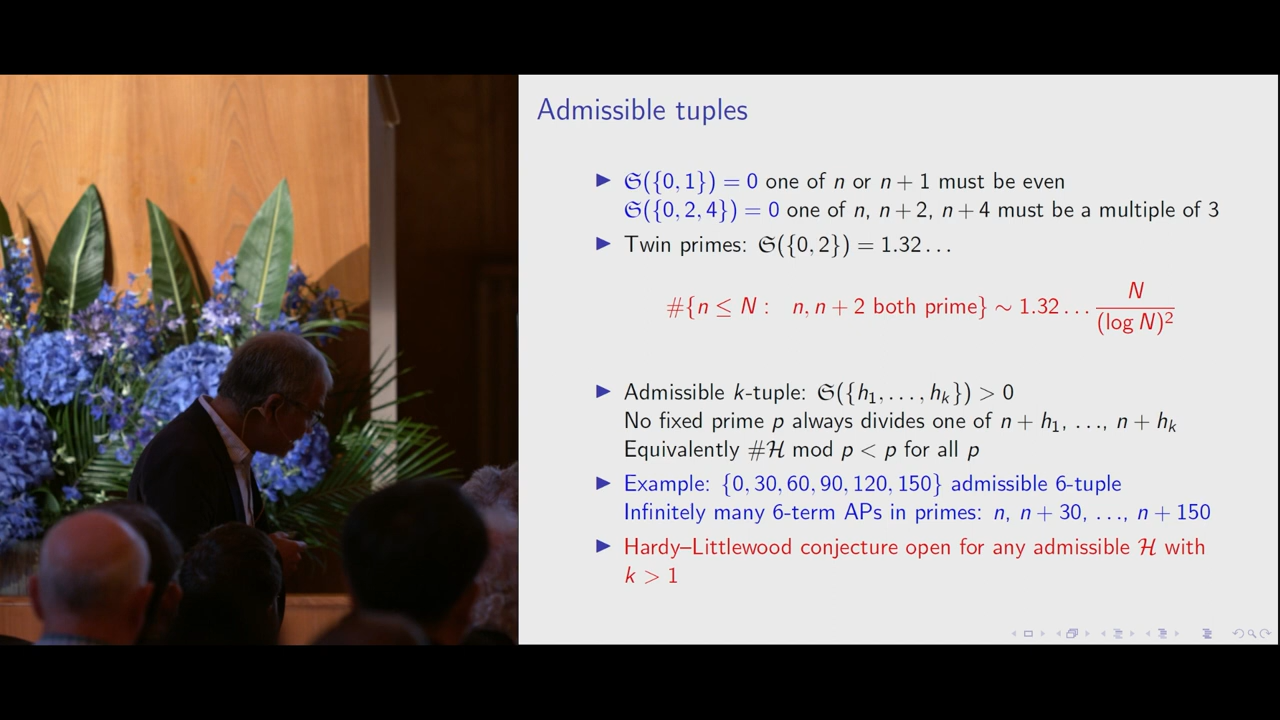 Admissible tuples
𝔖({0, 1}) = 0 one of n or n + 1 must be even
𝔖({0, 2, 4}) = 0 one of n, n + 2, n + 4 must be a multiple of 3
Twin primes: 𝔖({0, 2}) = 1.32 . . .
#{n ≤ N : n, n + 2 both prime} ∼ 1.32 . . . N / (log N)²
Admissible k-tuple: 𝔖({h₁, . . . , hₖ}) > 0
No fixed prime p always divides one of n + h₁, . . ., n + hₖ
Equivalently #ℋ mod p < p for all p
Example: {0, 30, 60, 90, 120, 150} admissible 6-tuple
Infinitely many 6-term APs in primes: n, n + 30, . . ., n + 150
Hardy–Littlewood conjecture open for any admissible ℋ with
k > 1